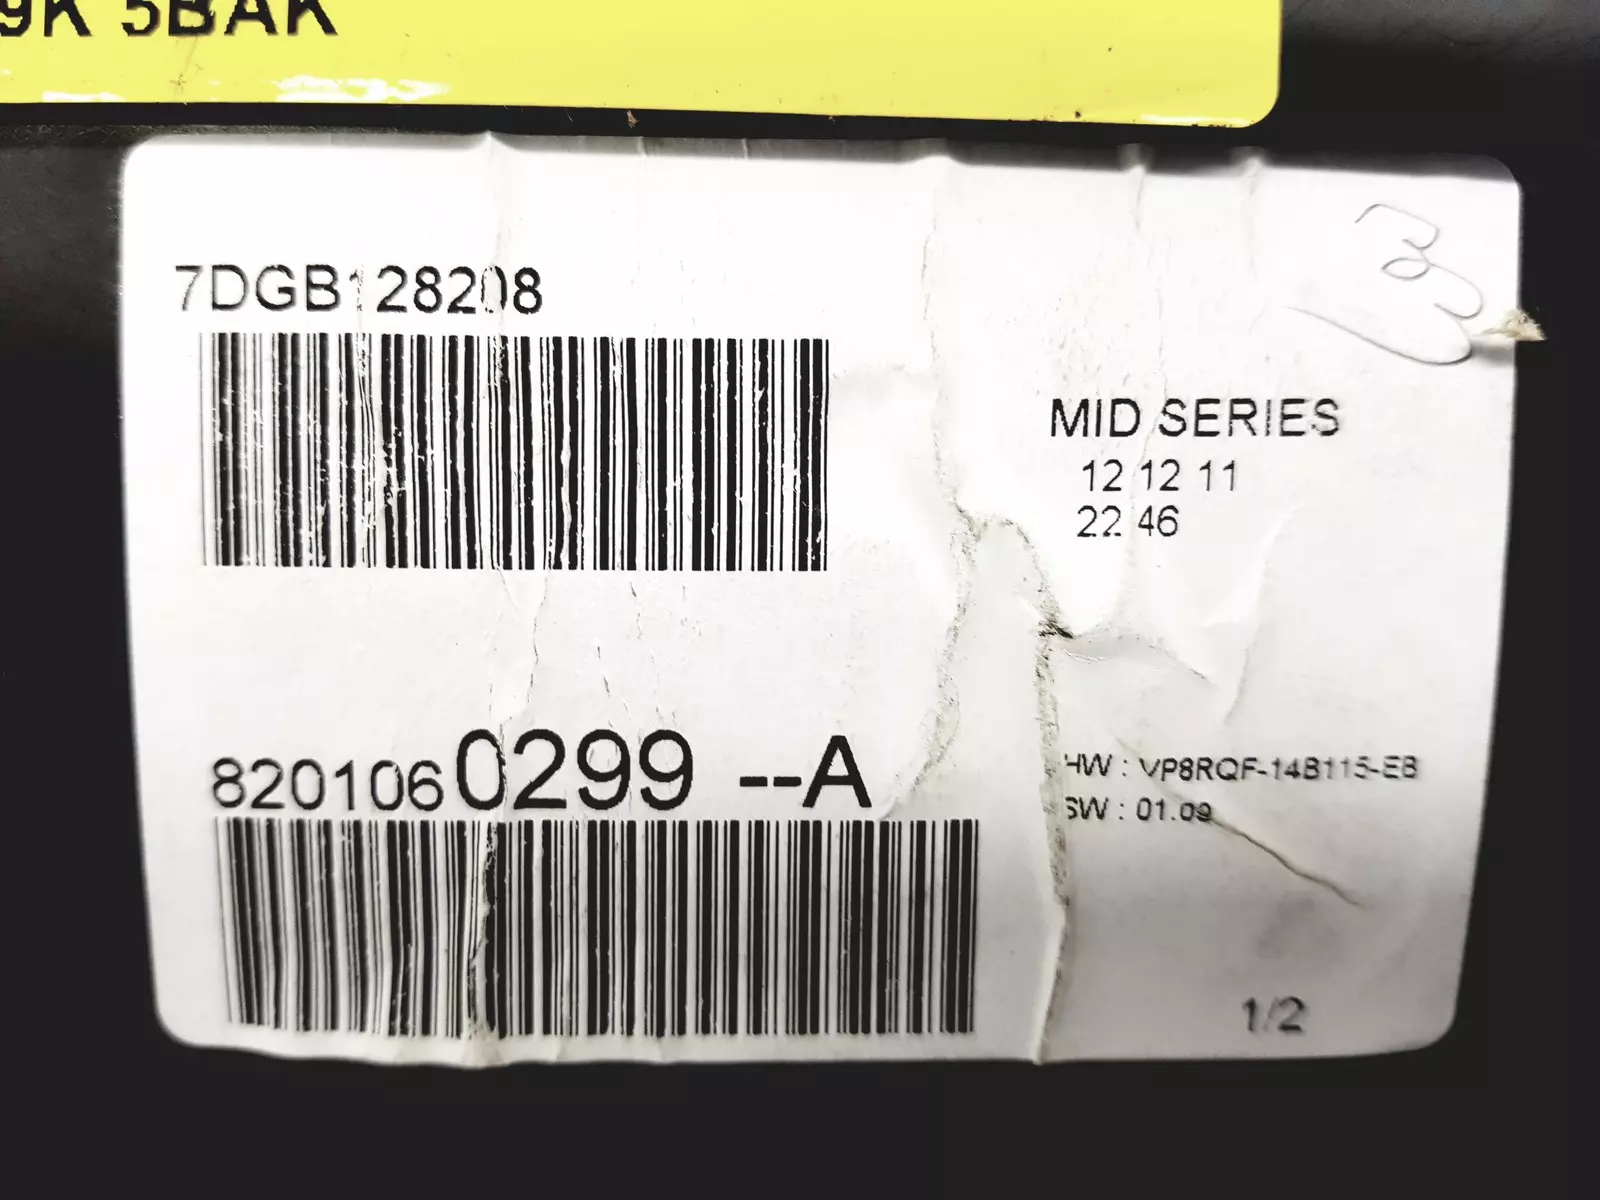 9K 5BAK
7DGB128208
MID SERIES
12 12 11
22 46
8201060299 --A
HW : VP8RQF-14B115-EB
SW : 01.09
1/2